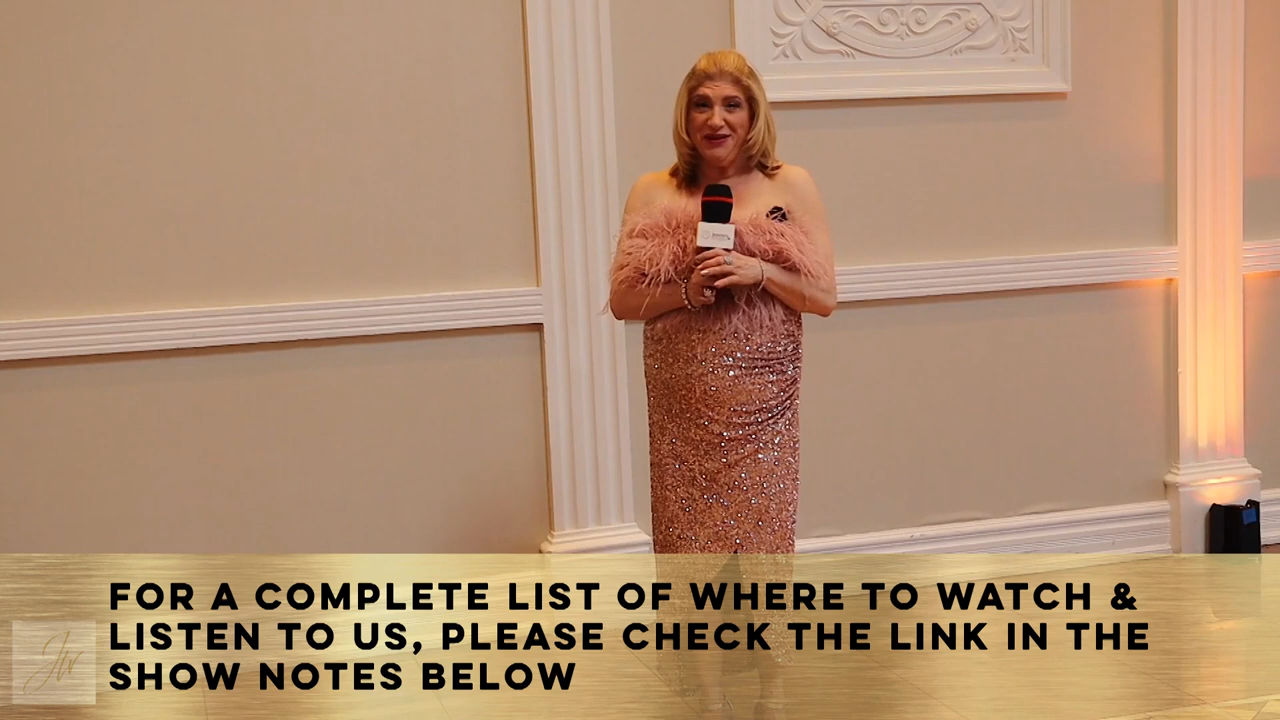 FOR A COMPLETE LIST OF WHERE TO WATCH &
LISTEN TO US, PLEASE CHECK THE LINK IN THE
SHOW NOTES BELOW